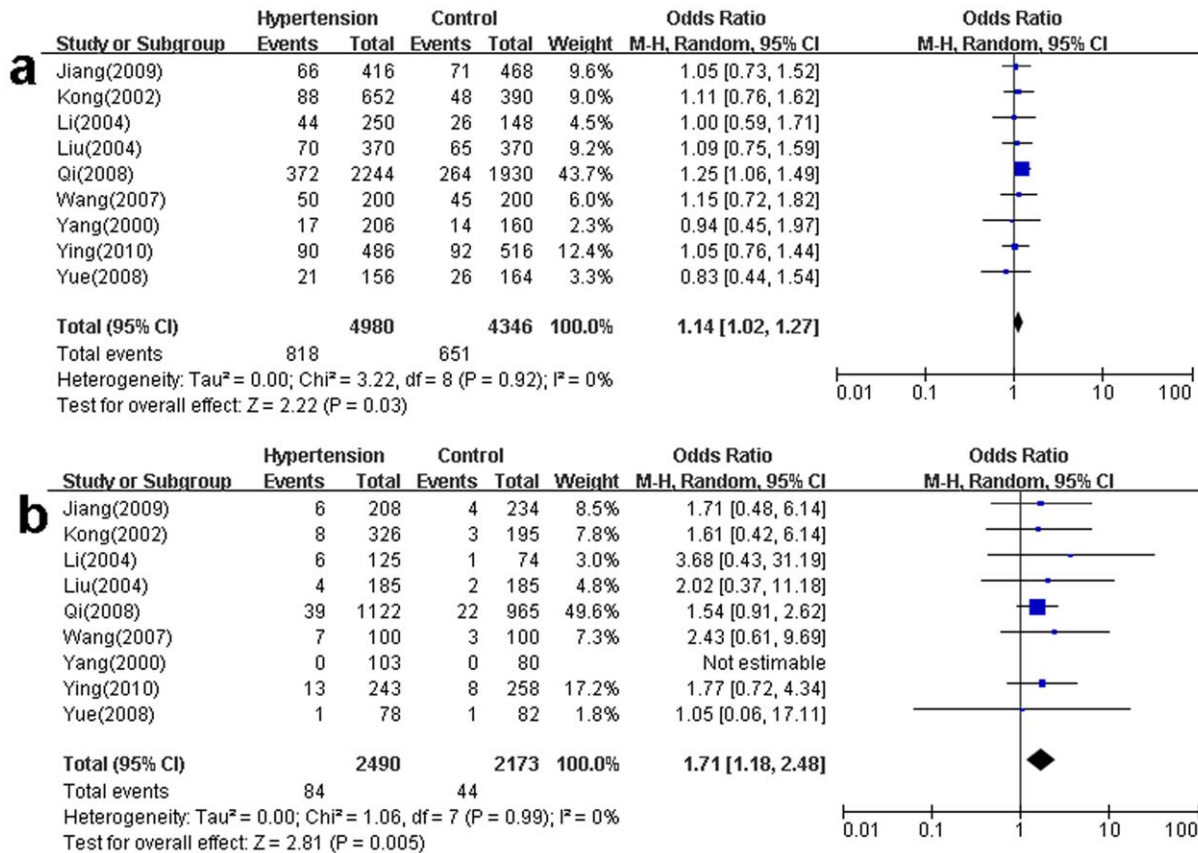 a
Hypertension Control Odds Ratio Odds Ratio
Study or Subgroup Events Total Events Total Weight M-H, Random, 95% CI M-H, Random, 95% CI
Jiang(2009) 66 416 71 468 9.6% 1.05 [0.73, 1.52]
Kong(2002) 88 652 48 390 9.0% 1.11 [0.76, 1.62]
Li(2004) 44 250 26 148 4.5% 1.00 [0.59, 1.71]
Liu(2004) 70 370 65 370 9.2% 1.09 [0.75, 1.59]
Qi(2008) 372 2244 264 1930 43.7% 1.25 [1.06, 1.49]
Wang(2007) 50 200 45 200 6.0% 1.15 [0.72, 1.82]
Yang(2000) 17 206 14 160 2.3% 0.94 [0.45, 1.97]
Ying(2010) 90 486 92 516 12.4% 1.05 [0.76, 1.44]
Yue(2008) 21 156 26 164 3.3% 0.83 [0.44, 1.54]
Total (95% CI) 4980 4346 100.0% 1.14 [1.02, 1.27]
Total events 818 651
Heterogeneity: Tau² = 0.00; Chi² = 3.22, df = 8 (P = 0.92); I² = 0%
Test for overall effect: Z = 2.22 (P = 0.03)
0.01 0.1 1 10 100
b
Hypertension Control Odds Ratio Odds Ratio
Study or Subgroup Events Total Events Total Weight M-H, Random, 95% CI M-H, Random, 95% CI
Jiang(2009) 6 208 4 234 8.5% 1.71 [0.48, 6.14]
Kong(2002) 8 326 3 195 7.8% 1.61 [0.42, 6.14]
Li(2004) 6 125 1 74 3.0% 3.68 [0.43, 31.19]
Liu(2004) 4 185 2 185 4.8% 2.02 [0.37, 11.18]
Qi(2008) 39 1122 22 965 49.6% 1.54 [0.91, 2.62]
Wang(2007) 7 100 3 100 7.3% 2.43 [0.61, 9.69]
Yang(2000) 0 103 0 80 Not estimable
Ying(2010) 13 243 8 258 17.2% 1.77 [0.72, 4.34]
Yue(2008) 1 78 1 82 1.8% 1.05 [0.06, 17.11]
Total (95% CI) 2490 2173 100.0% 1.71 [1.18, 2.48]
Total events 84 44
Heterogeneity: Tau² = 0.00; Chi² = 1.06, df = 7 (P = 0.99); I² = 0%
Test for overall effect: Z = 2.81 (P = 0.005)
0.01 0.1 1 10 100